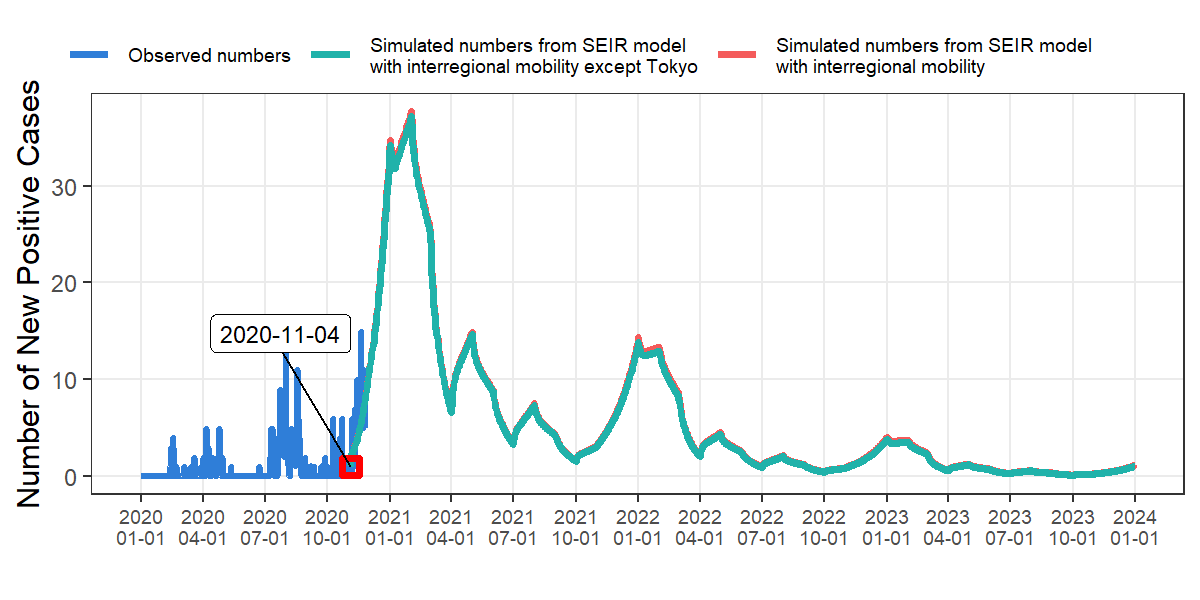 Observed numbers
Simulated numbers from SEIR model
with interregional mobility except Tokyo
Simulated numbers from SEIR model
with interregional mobility
Number of New Positive Cases
30
20
10
0
2020-11-04
2020 2020 2020 2020 2021 2021 2021 2021 2022 2022 2022 2022 2023 2023 2023 2023 2024
01-01 04-01 07-01 10-01 01-01 04-01 07-01 10-01 01-01 04-01 07-01 10-01 01-01 04-01 07-01 10-01 01-01